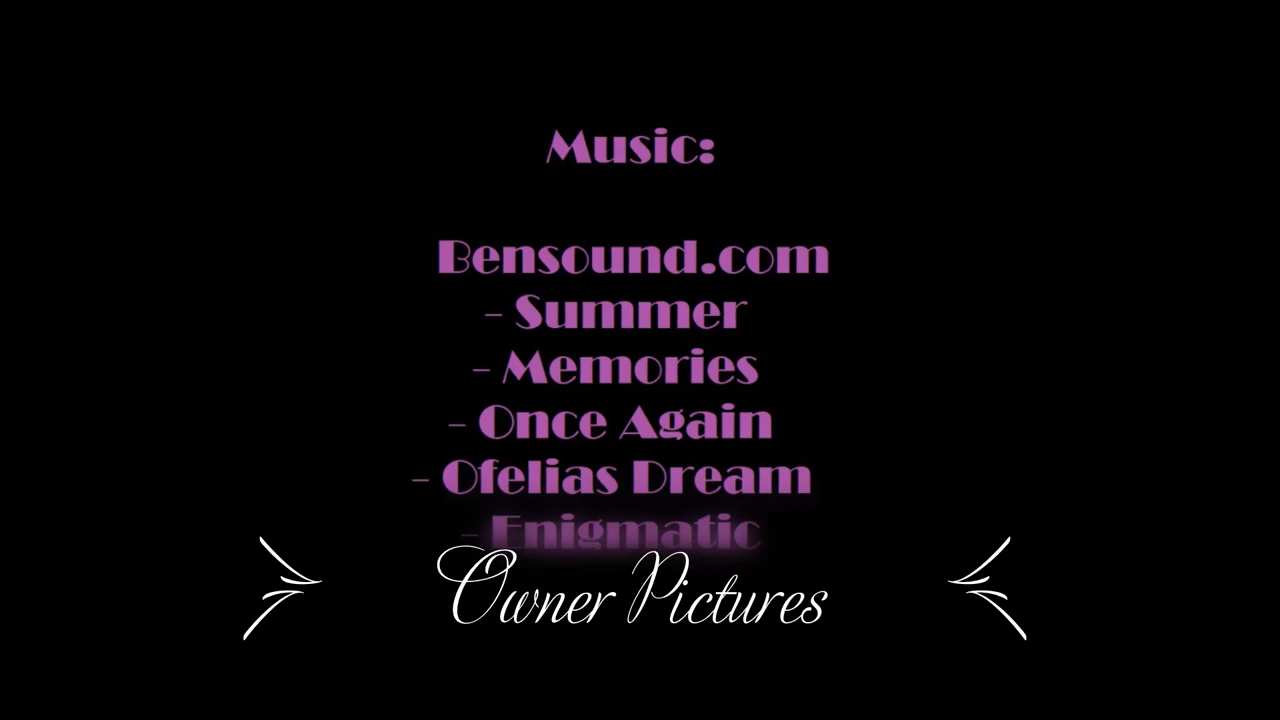 Music:
Bensound.com
- Summer
- Memories
- Once Again
- Ofelias Dream
- Enigmatic
Owner Pictures